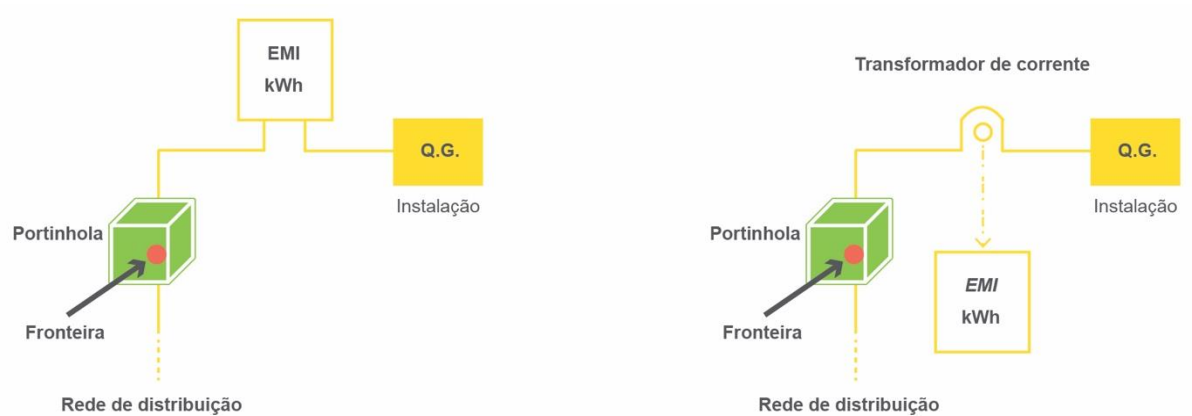 EMI
kWh
Q.G.
Instalação
Portinhola
Fronteira
Rede de distribuição
Transformador de corrente
Q.G.
Instalação
Portinhola
EMI
kWh
Fronteira
Rede de distribuição